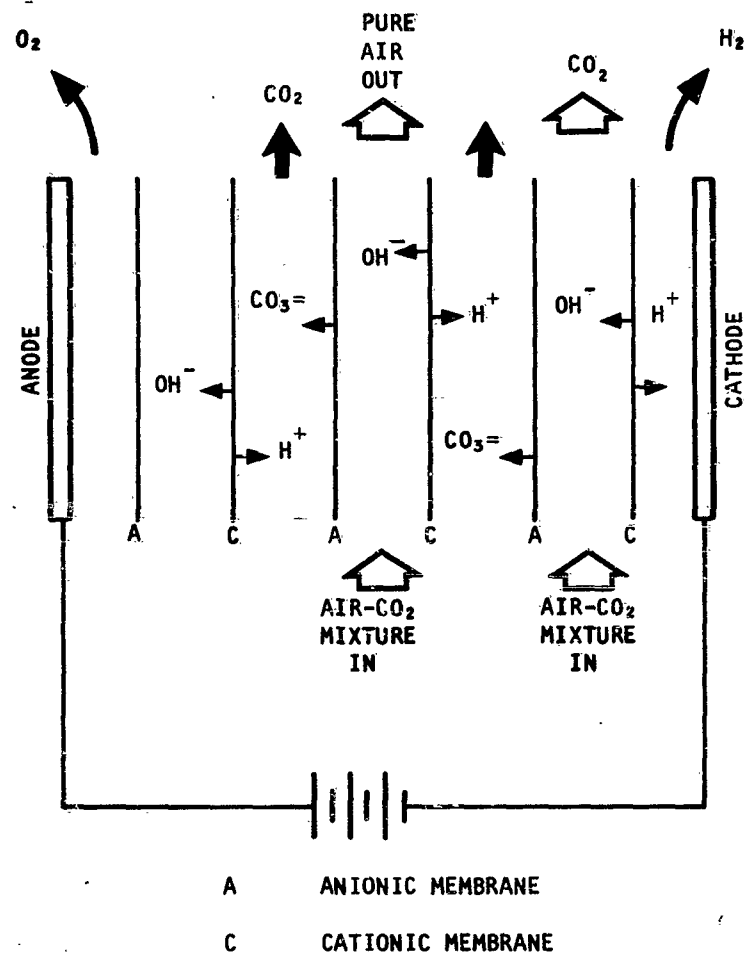 O₂
PURE
AIR
OUT
CO₂
CO₂
H₂
OH⁻
CO₃=
H⁺
OH⁻
H⁺
OH⁻
H⁺
CO₃=
ANODE
CATHODE
A
C
A
C
A
C
AIR-CO₂
MIXTURE
IN
AIR-CO₂
MIXTURE
IN
A ANIONIC MEMBRANE
C CATIONIC MEMBRANE